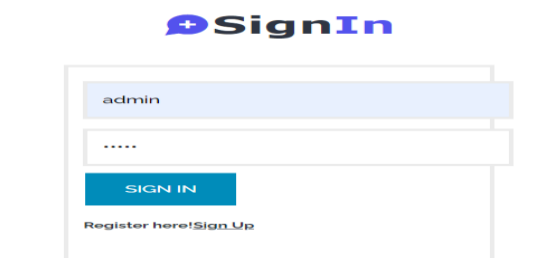 SignIn
admin
•••••
SIGN IN
Register here!Sign Up